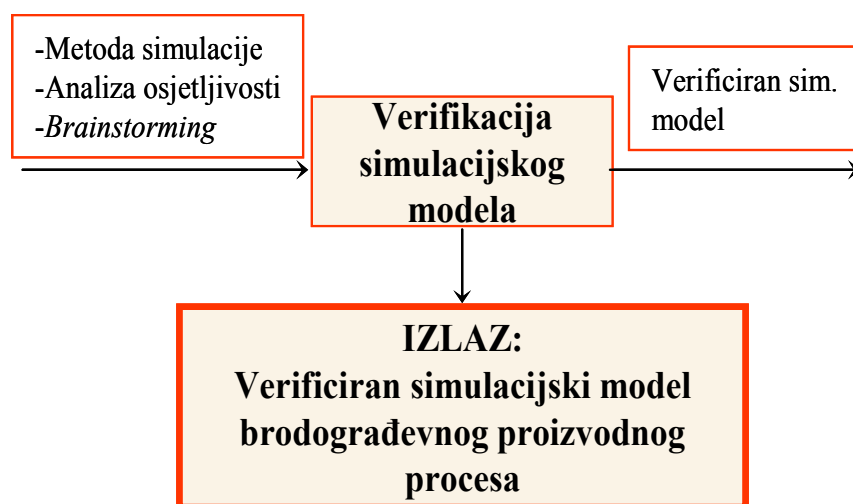 -Metoda simulacije
-Analiza osjetljivosti
-Brainstorming
Verifikacija
simulacijskog
modela
Verificiran sim.
model
IZLAZ:
Verificiran simulacijski model
brodograđevnog proizvodnog
procesa